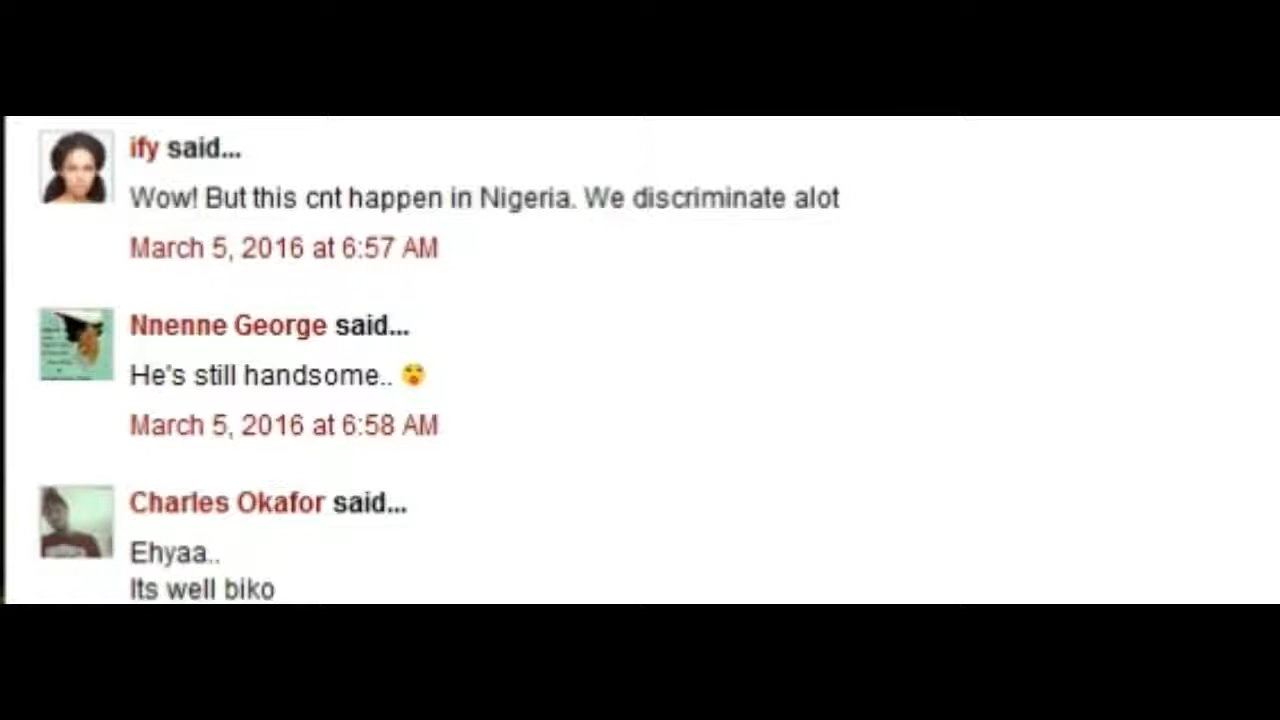 ify said...
Wow! But this cnt happen in Nigeria. We discriminate alot
March 5, 2016 at 6:57 AM
Nnenne George said...
He's still handsome.. 😲
March 5, 2016 at 6:58 AM
Charles Okafor said...
Ehyaa..
Its well biko